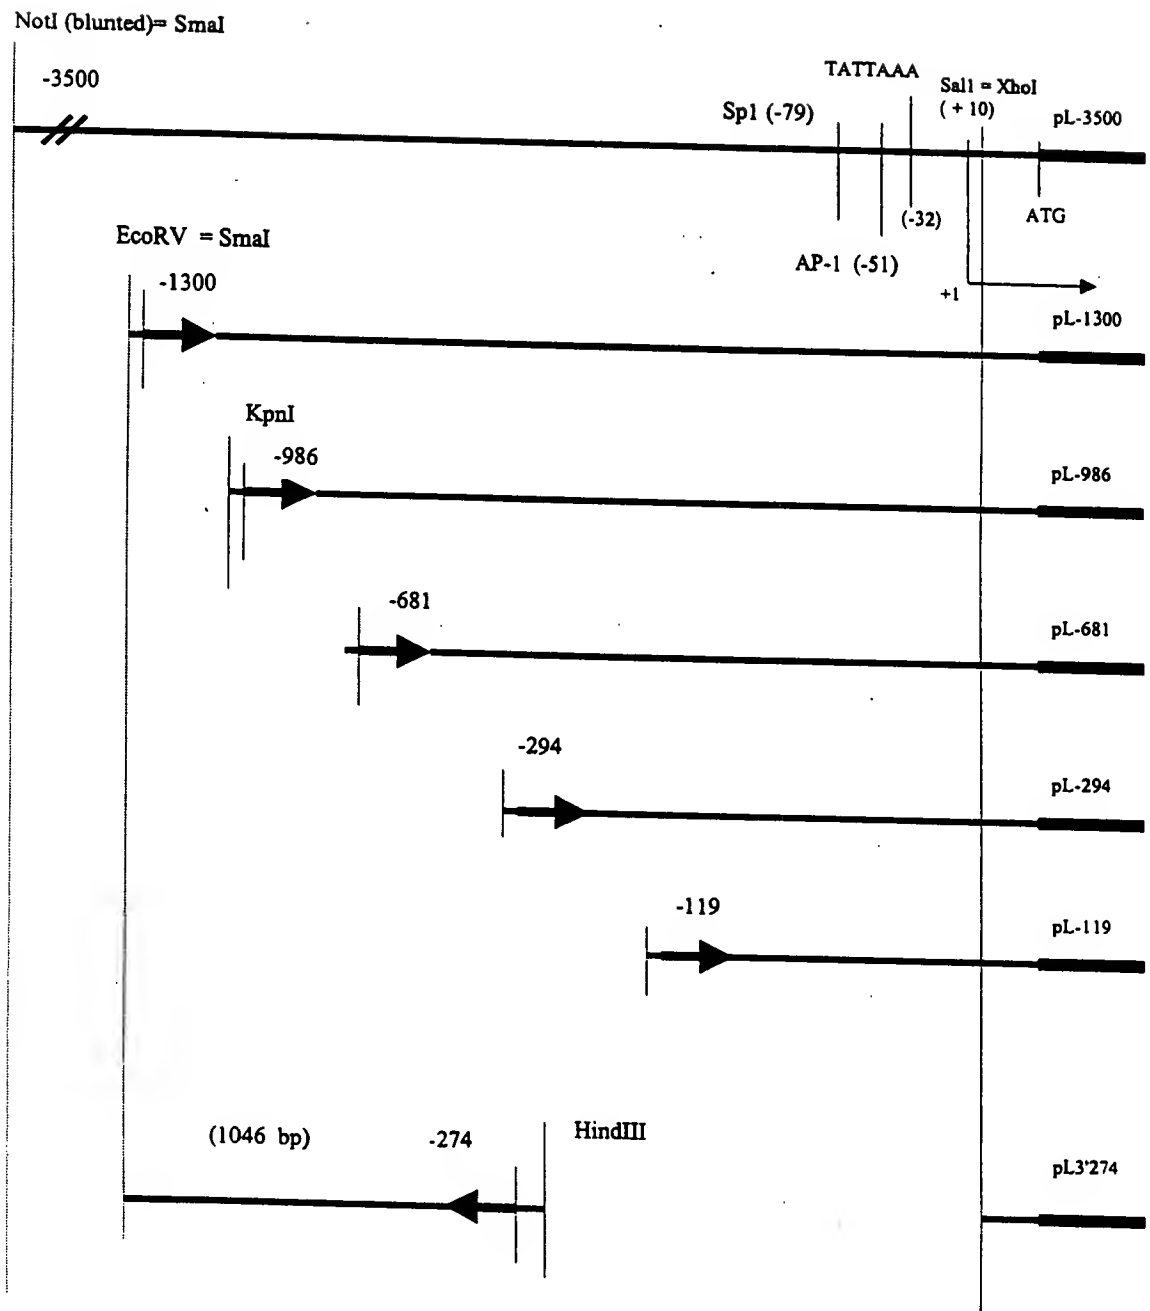 NotI (blunted)= SmaI
-3500
TATTAAA
Sal1 = XhoI
Sp1 (-79)
( + 10)
pL-3500
(-32)
ATG
AP-1 (-51)
+1
EcoRV = SmaI
-1300
pL-1300
KpnI
-986
pL-986
-681
pL-681
-294
pL-294
-119
pL-119
(1046 bp)
-274
HindIII
pL3'274